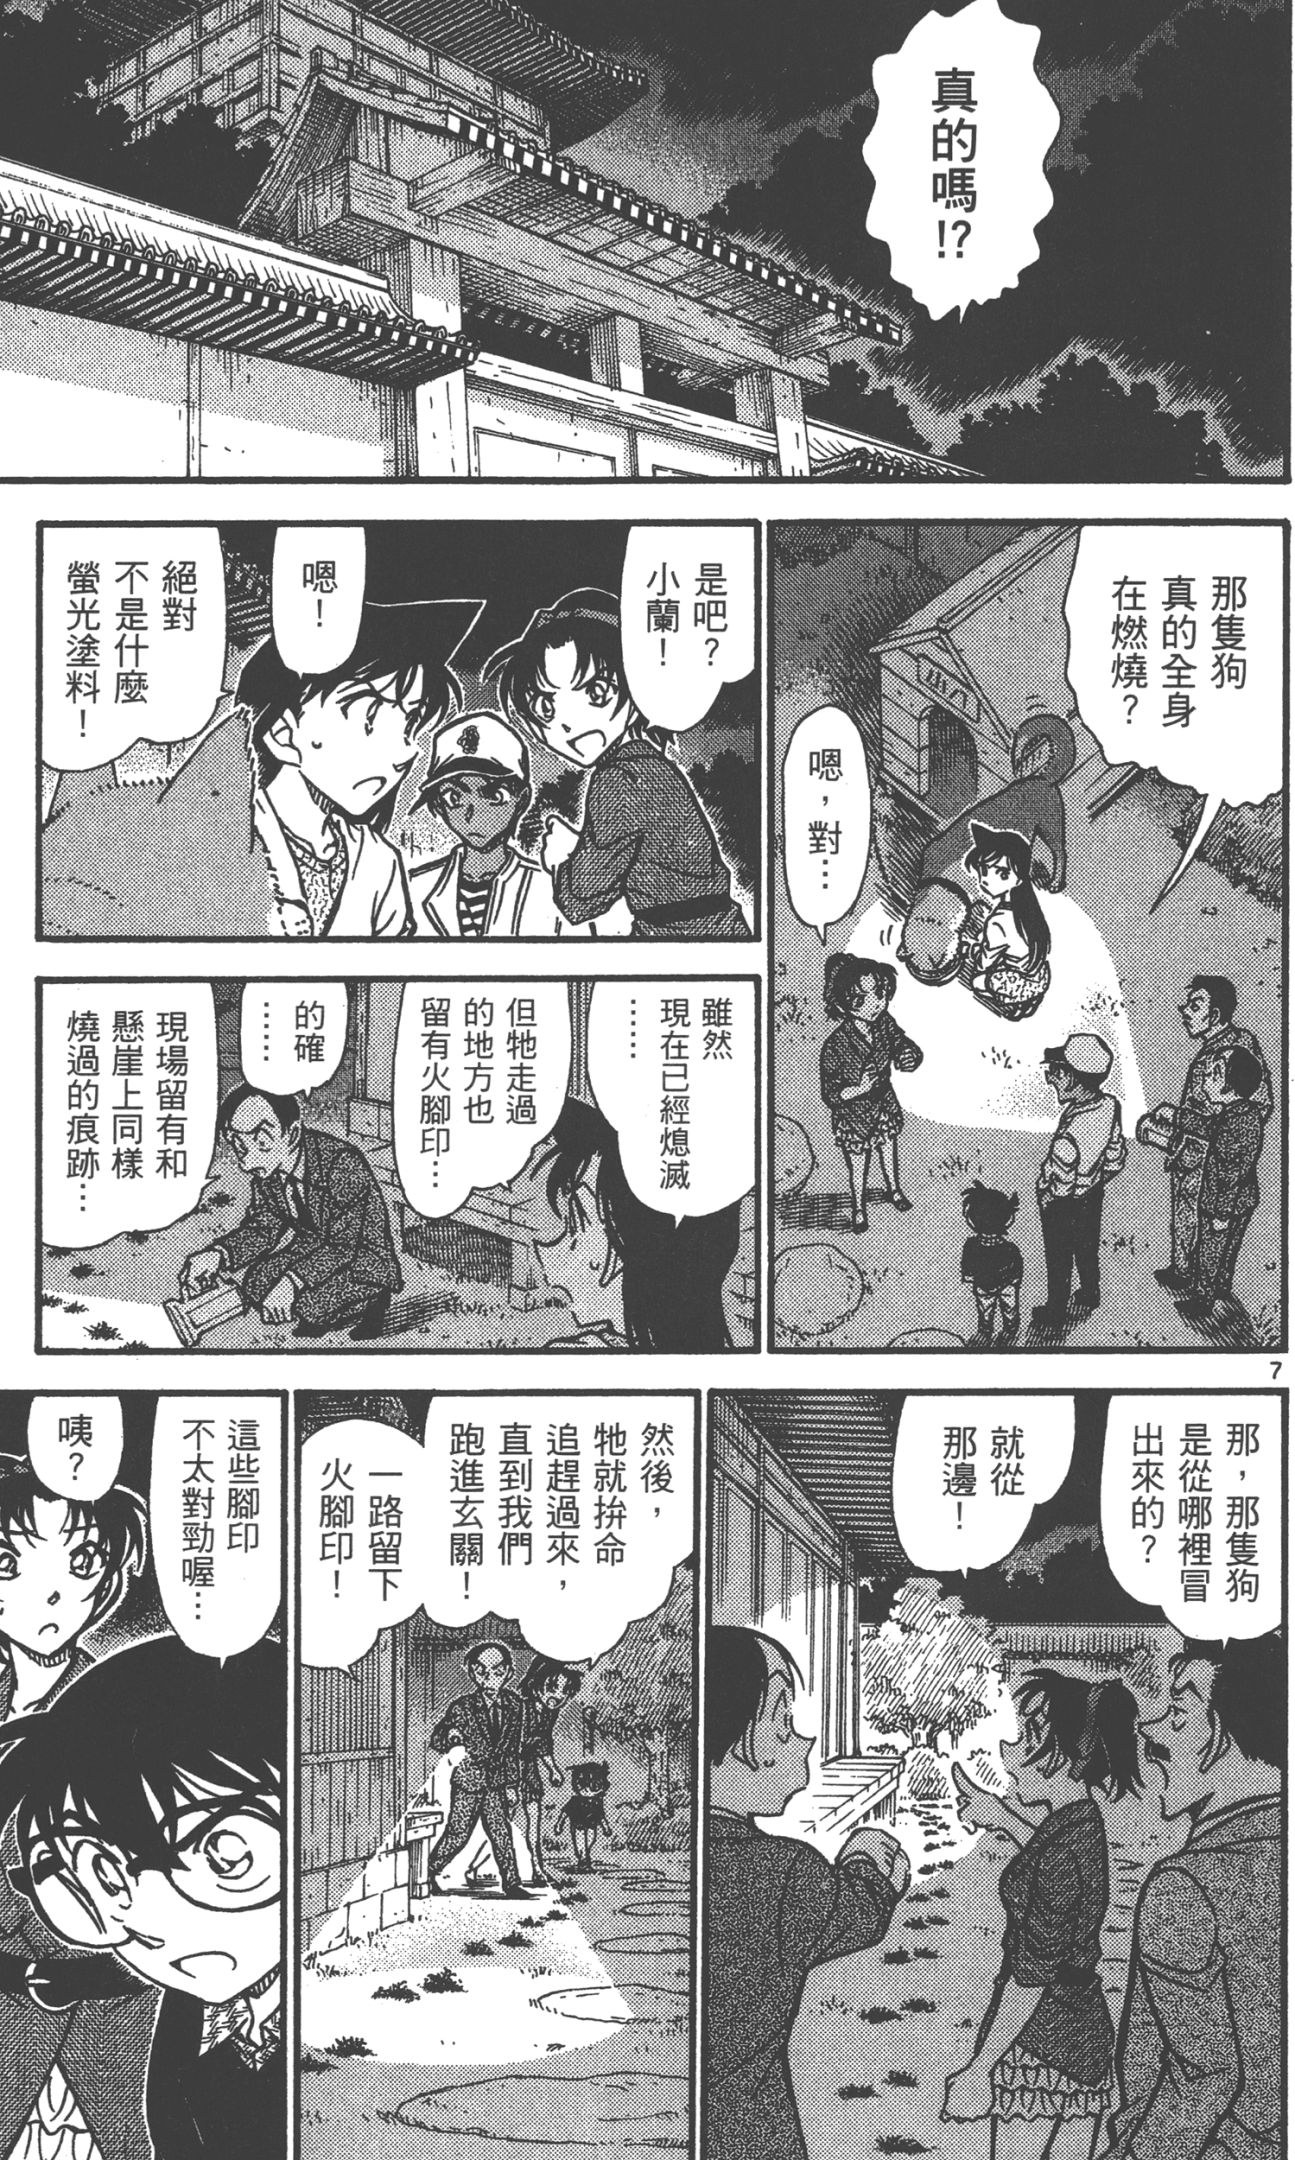 真的嗎!?
那隻狗
真的全身
在燃燒?
嗯，對…
是吧?
小蘭!
嗯!
絕對
不是什麼
螢光塗料!
雖然
現在已經熄滅
……
但牠走過
的地方也
留有火腳印…
的確
……
現場留有和
懸崖上同樣
燒過的痕跡…
7
那，那隻狗
是從哪裡冒
出來的?
就從
那邊!
然後，
牠就拚命
追趕過來，
直到我們
跑進玄關!
一路留下
火腳印!
這些腳印
不太對勁喔…
咦?